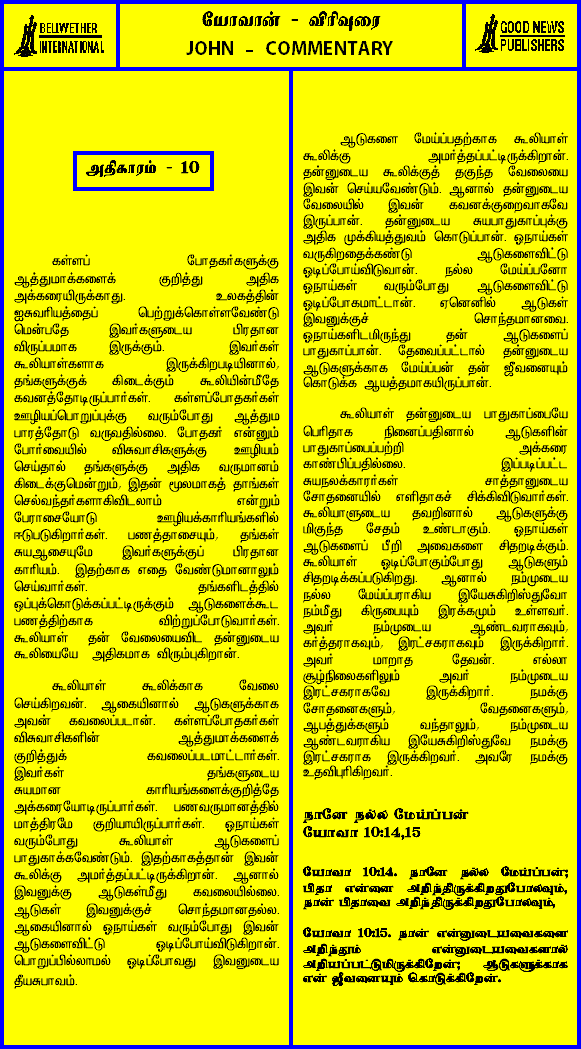 BELWETHER
INTERNATIONAL
யோவான் - விரிவுரை
JOHN - COMMENTARY
GOOD NEWS
PUBLISHERS
அதிகாரம் - 10
கள்ளப் போதகர்களுக்கு
ஆத்துமாக்களைக் குறித்து அதிக
அக்கரையிருக்காது. உலகத்தின்
ஐசுவரியத்தைப் பெற்றுக்கொள்ளவேண்டு
மென்பதே இவர்களுடைய பிரதான
விருப்பமாக இருக்கும். இவர்கள்
கூலியாள்களாக இருக்கிறபடியினால்,
தங்களுக்குக் கிடைக்கும் கூலியின்மீதே
கவனத்தோடிருப்பார்கள். கள்ளப்போதகர்கள்
ஊழியப்பொறுப்புக்கு வரும்போது ஆத்தும
பாரத்தோடு வருவதில்லை. போதகர் என்னும்
போர்வையில் விசுவாசிகளுக்கு ஊழியம்
செய்தால் தங்களுக்கு அதிக வருமானம்
கிடைக்குமென்றும், இதன் மூலமாகத் தாங்கள்
செல்வந்தர்களாகிவிடலாம் என்றும்
பேராசையோடு ஊழியக்காரியங்களில்
ஈடுபடுகிறார்கள். பணத்தாசையும், தங்கள்
சுயஆசையுமே இவர்களுக்குப் பிரதான
காரியம். இதற்காக எதை வேண்டுமானாலும்
செய்வார்கள். தங்களிடத்தில்
ஒப்புக்கொடுக்கப்பட்டிருக்கும் ஆடுகளைக்கூட
பணத்திற்காக விற்றுப்போடுவார்கள்.
கூலியாள் தன் வேலையைவிட தன்னுடைய
கூலியையே அதிகமாக விரும்புகிறான்.
கூலியாள் கூலிக்காக வேலை
செய்கிறவன். ஆகையினால் ஆடுகளுக்காக
அவன் கவலைப்படான். கள்ளப்போதகர்கள்
விசுவாசிகளின் ஆத்துமாக்களைக்
குறித்துக் கவலைப்படமாட்டார்கள்.
இவர்கள் தங்களுடைய
சுயமான காரியங்களைக்குறித்தே
அக்கரையோடிருப்பார்கள். பணவருமானத்தில்
மாத்திரமே குறியாயிருப்பார்கள். ஓநாய்கள்
வரும்போது கூலியாள் ஆடுகளைப்
பாதுகாக்கவேண்டும். இதற்காகத்தான் இவன்
கூலிக்கு அமர்த்தப்பட்டிருக்கிறான். ஆனால்
இவனுக்கு ஆடுகள்மீது கவலையில்லை.
ஆடுகள் இவனுக்குச் சொந்தமானதல்ல.
ஆகையினால் ஓநாய்கள் வரும்போது இவன்
ஆடுகளைவிட்டு ஓடிப்போய்விடுகிறான்.
பொறுப்பில்லாமல் ஓடிப்போவது இவனுடைய
தீயசுபாவம்.
ஆடுகளை மேய்ப்பதற்காக கூலியாள்
கூலிக்கு அமர்த்தப்பட்டிருக்கிறான்.
தன்னுடைய கூலிக்குத் தகுந்த வேலையை
இவன் செய்யவேண்டும். ஆனால் தன்னுடைய
வேலையில் இவன் கவனக்குறைவாகவே
இருப்பான். தன்னுடைய சுயபாதுகாப்புக்கு
அதிக முக்கியத்துவம் கொடுப்பான். ஓநாய்கள்
வருகிறதைக்கண்டு ஆடுகளைவிட்டு
ஓடிப்போய்விடுவான். நல்ல மேய்ப்பனோ
ஓநாய்கள் வரும்போது ஆடுகளைவிட்டு
ஓடிப்போகமாட்டான். ஏனெனில் ஆடுகள்
இவனுக்குச் சொந்தமானவை.
ஓநாய்களிடமிருந்து தன் ஆடுகளைப்
பாதுகாப்பான். தேவைப்பட்டால் தன்னுடைய
ஆடுகளுக்காக மேய்ப்பன் தன் ஜீவனையும்
கொடுக்க ஆயத்தமாகயிருப்பான்.
கூலியாள் தன்னுடைய பாதுகாப்பையே
பெரிதாக நினைப்பதினால் ஆடுகளின்
பாதுகாப்பைப்பற்றி அக்கரை
காண்பிப்பதில்லை. இப்படிப்பட்ட
சுயநலக்காரர்கள் சாத்தானுடைய
சோதனையில் எளிதாகச் சிக்கிவிடுவார்கள்.
கூலியாளுடைய தவறினால் ஆடுகளுக்கு
மிகுந்த சேதம் உண்டாகும். ஓநாய்கள்
ஆடுகளைப் பீறி அவைகளை சிதறடிக்கும்.
கூலியாள் ஓடிப்போகும்போது ஆடுகளும்
சிதறடிக்கப்படுகிறது. ஆனால் நம்முடைய
நல்ல மேய்ப்பராகிய இயேசுகிறிஸ்துவோ
நம்மீது கிருபையும் இரக்கமும் உள்ளவர்.
அவர் நம்முடைய ஆண்டவராகவும்,
கர்த்தராகவும், இரட்சகராகவும் இருக்கிறார்.
அவர் மாறாத தேவன். எல்லா
சூழ்நிலைகளிலும் அவர் நம்முடைய
இரட்சகராகவே இருக்கிறார். நமக்கு
சோதனைகளும், வேதனைகளும்,
ஆபத்துக்களும் வந்தாலும், நம்முடைய
ஆண்டவராகிய இயேசுகிறிஸ்துவே நமக்கு
இரட்சகராக இருக்கிறவர். அவரே நமக்கு
உதவிபுரிகிறவர்.
நானே நல்ல மேய்ப்பன்
யோவா 10:14,15
யோவா 10:14. நானே நல்ல மேய்ப்பன்;
பிதா என்னை அறிந்திருக்கிறதுபோலவும்,
நான் பிதாவை அறிந்திருக்கிறதுபோலவும்,
யோவா 10:15. நான் என்னுடையவைகளை
அறிந்தும் என்னுடையவைகளால்
அறியப்பட்டுமிருக்கிறேன்; ஆடுகளுக்காக
என் ஜீவனையும் கொடுக்கிறேன்.